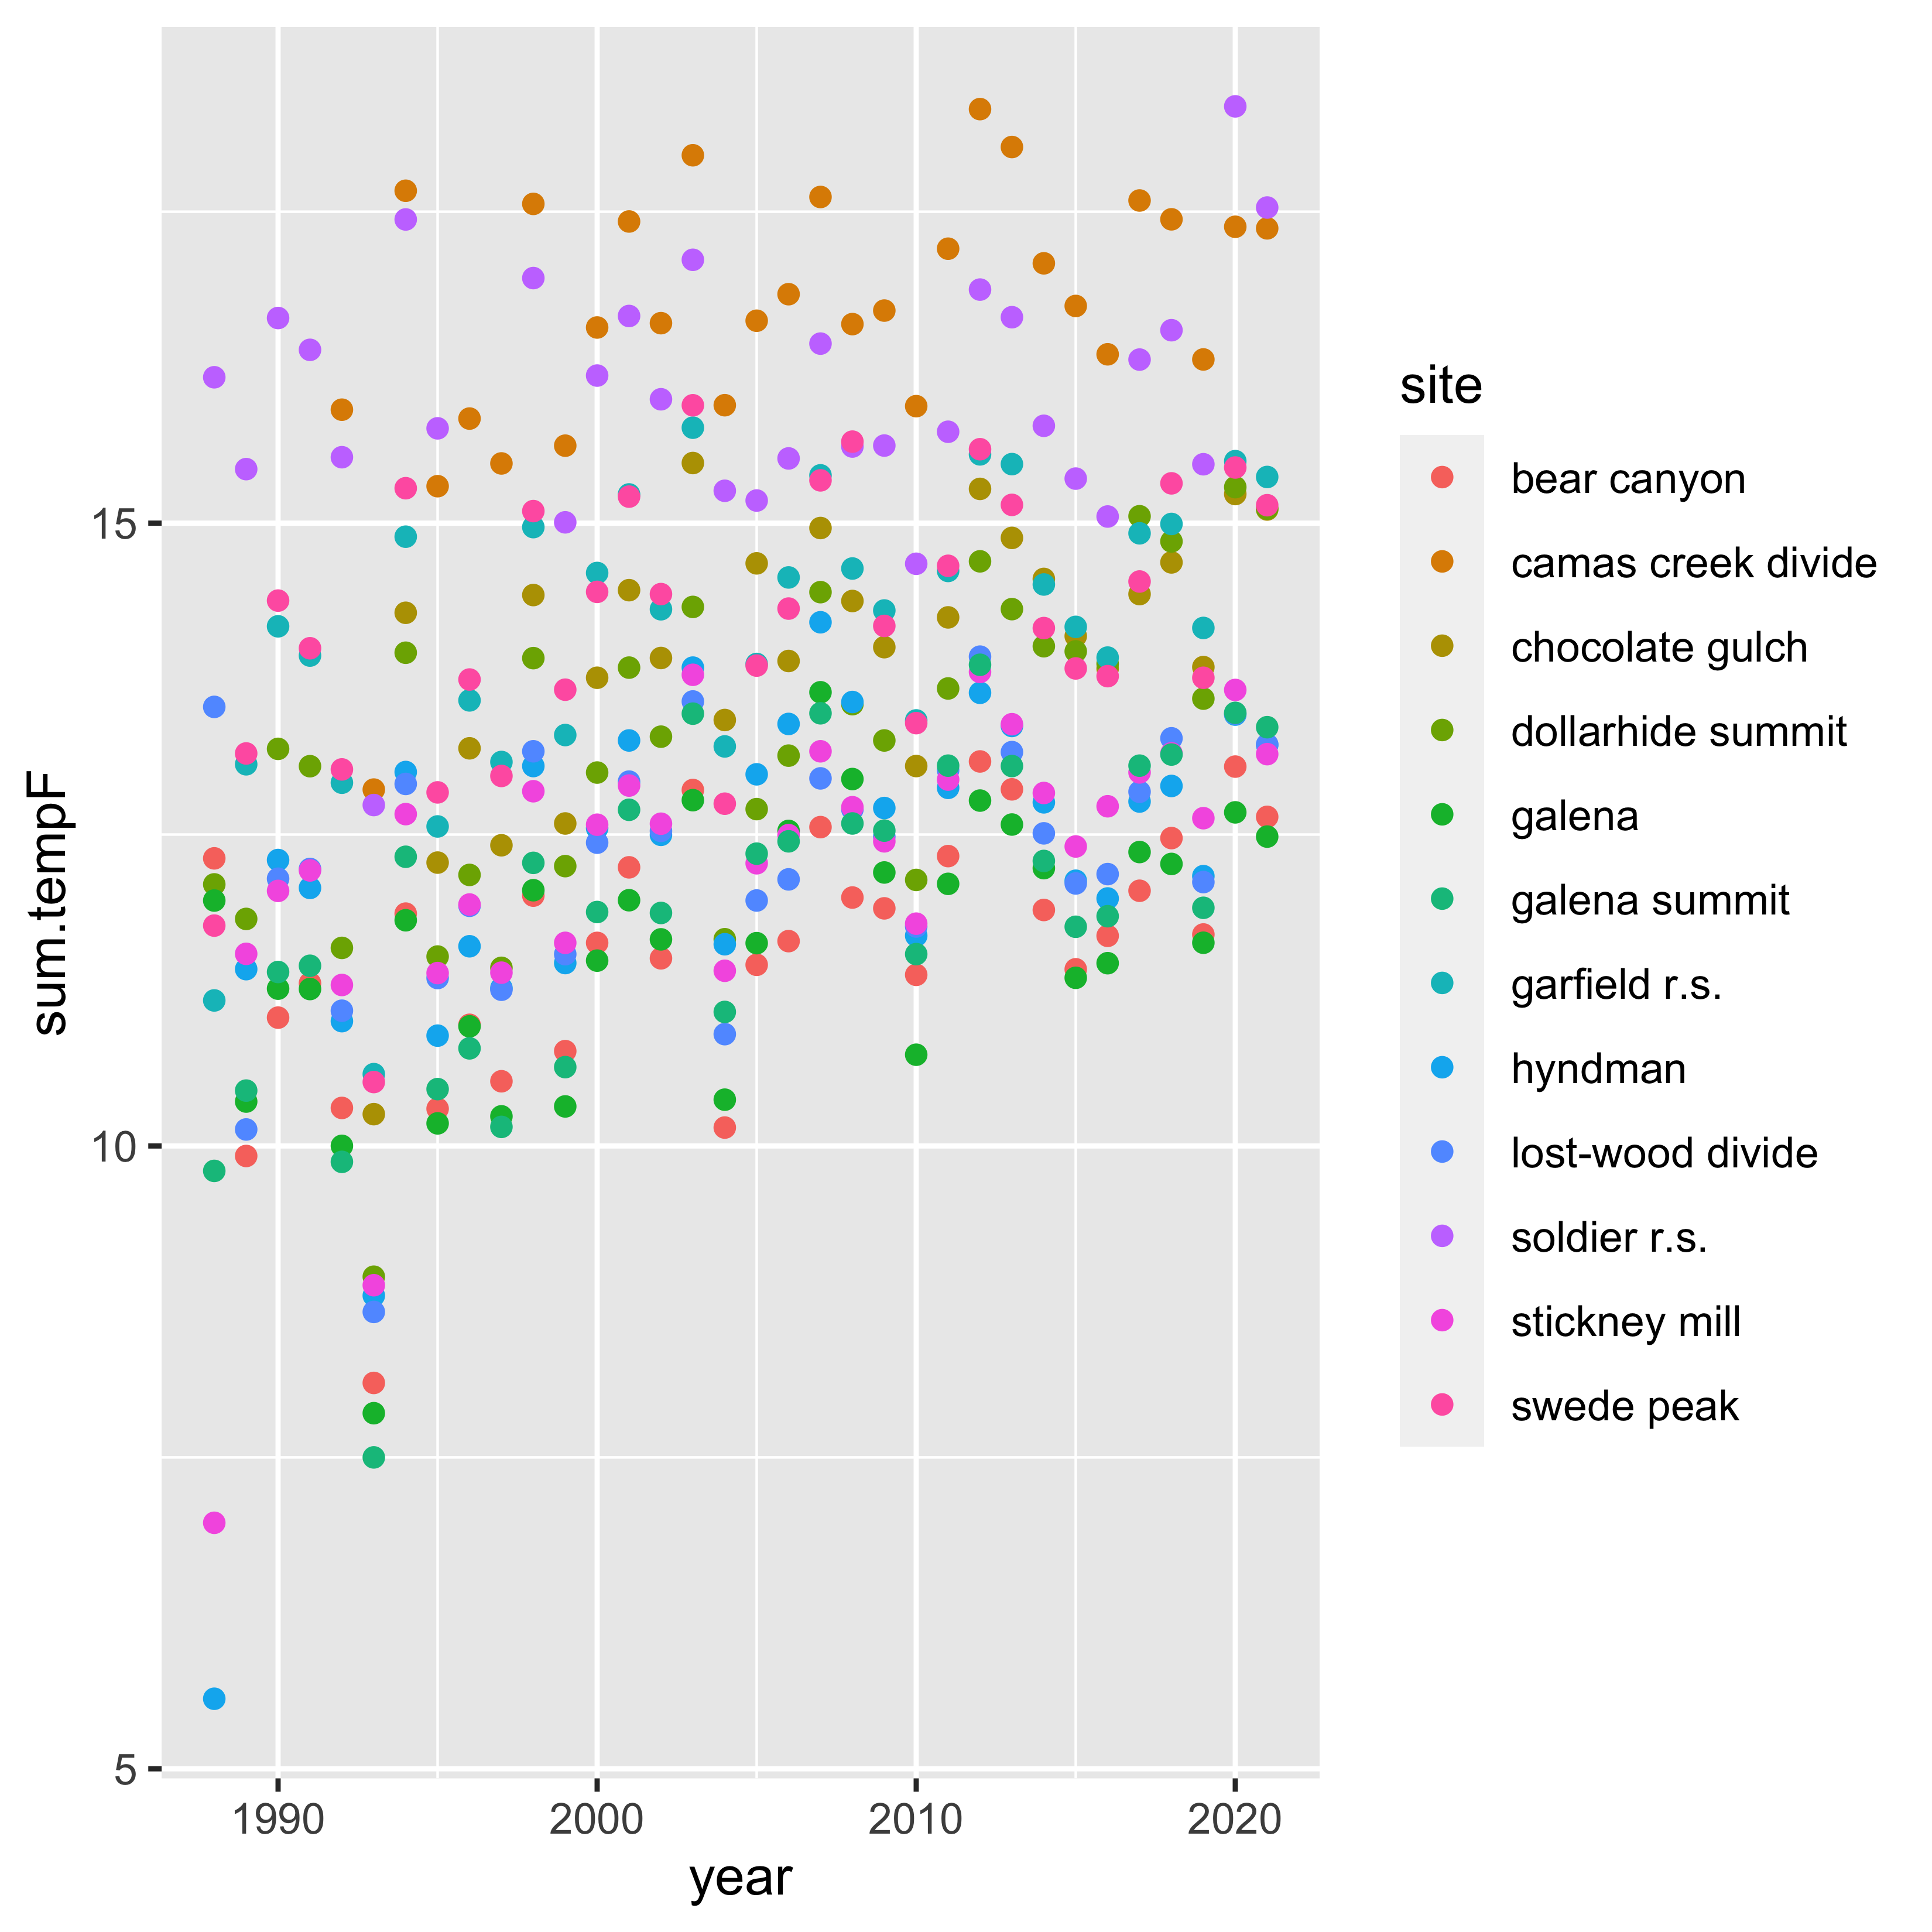 sum.tempF
15
10
5
1990 2000 2010 2020
year
site
bear canyon
camas creek divide
chocolate gulch
dollarhide summit
galena
galena summit
garfield r.s.
hyndman
lost-wood divide
soldier r.s.
stickney mill
swede peak